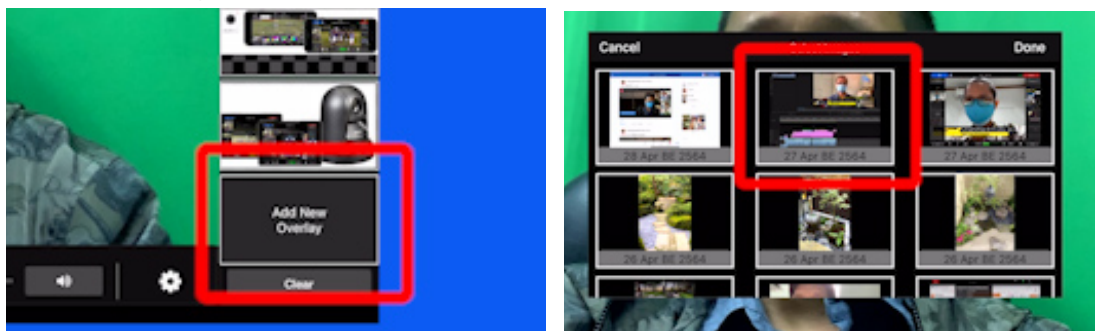 Add New
Overlay
Clear
Cancel
Done
28 Apr BE 2564
27 Apr BE 2564
27 Apr BE 2564
26 Apr BE 2564
26 Apr BE 2564
26 Apr BE 2564